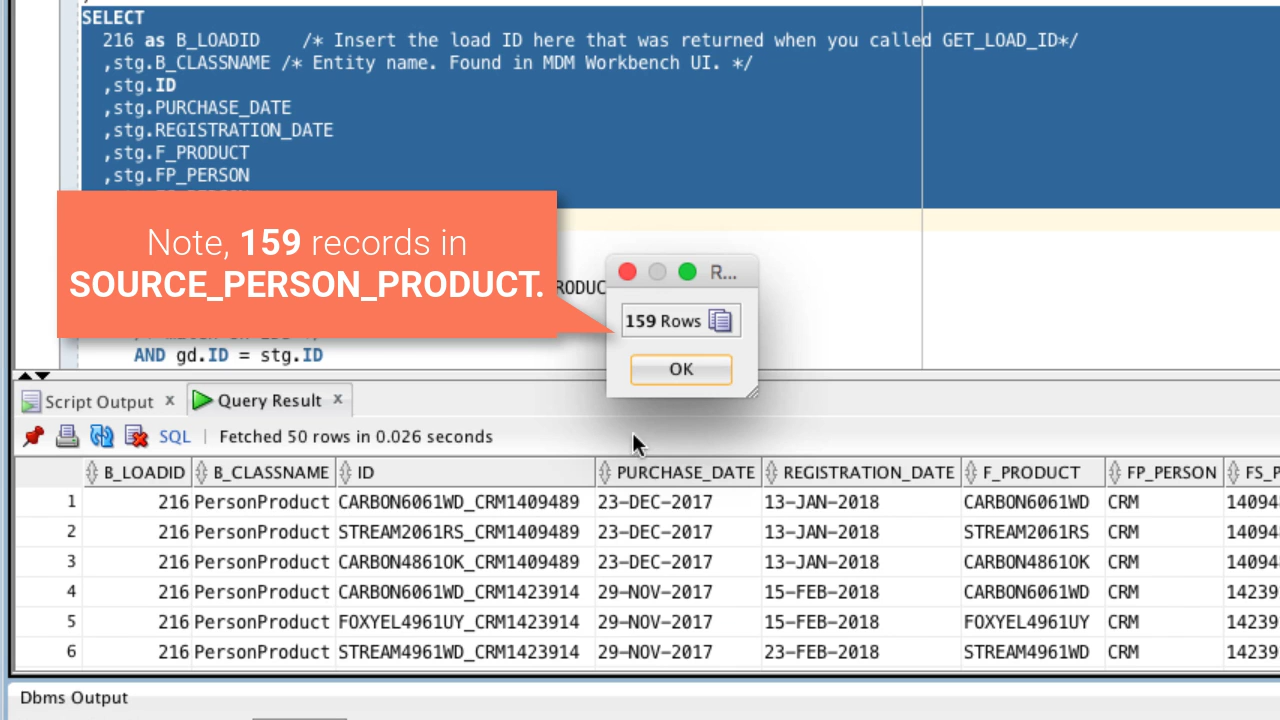 SELECT
216 as B_LOADID /* Insert the load ID here that was returned when you called GET_LOAD_ID*/
,stg.B_CLASSNAME /* Entity name. Found in MDM Workbench UI. */
,stg.ID
,stg.PURCHASE_DATE
,stg.REGISTRATION_DATE
,stg.F_PRODUCT
,stg.FP_PERSON
Note, 159 records in
SOURCE_PERSON_PRODUCT.
R...
159 Rows
OK
AND gd.ID = stg.ID
Script Output x Query Result x
SQL | Fetched 50 rows in 0.026 seconds
B_LOADID B_CLASSNAME ID PURCHASE_DATE REGISTRATION_DATE F_PRODUCT FP_PERSON FS_P
1 216 PersonProduct CARBON6061WD_CRM1409489 23-DEC-2017 13-JAN-2018 CARBON6061WD CRM 14094
2 216 PersonProduct STREAM2061RS_CRM1409489 23-DEC-2017 13-JAN-2018 STREAM2061RS CRM 14094
3 216 PersonProduct CARBON4861OK_CRM1409489 23-DEC-2017 13-JAN-2018 CARBON4861OK CRM 14094
4 216 PersonProduct CARBON6061WD_CRM1423914 29-NOV-2017 15-FEB-2018 CARBON6061WD CRM 14239
5 216 PersonProduct FOXYEL4961UY_CRM1423914 29-NOV-2017 15-FEB-2018 FOXYEL4961UY CRM 14239
6 216 PersonProduct STREAM4961WD_CRM1423914 29-NOV-2017 23-FEB-2018 STREAM4961WD CRM 14239
Dbms Output